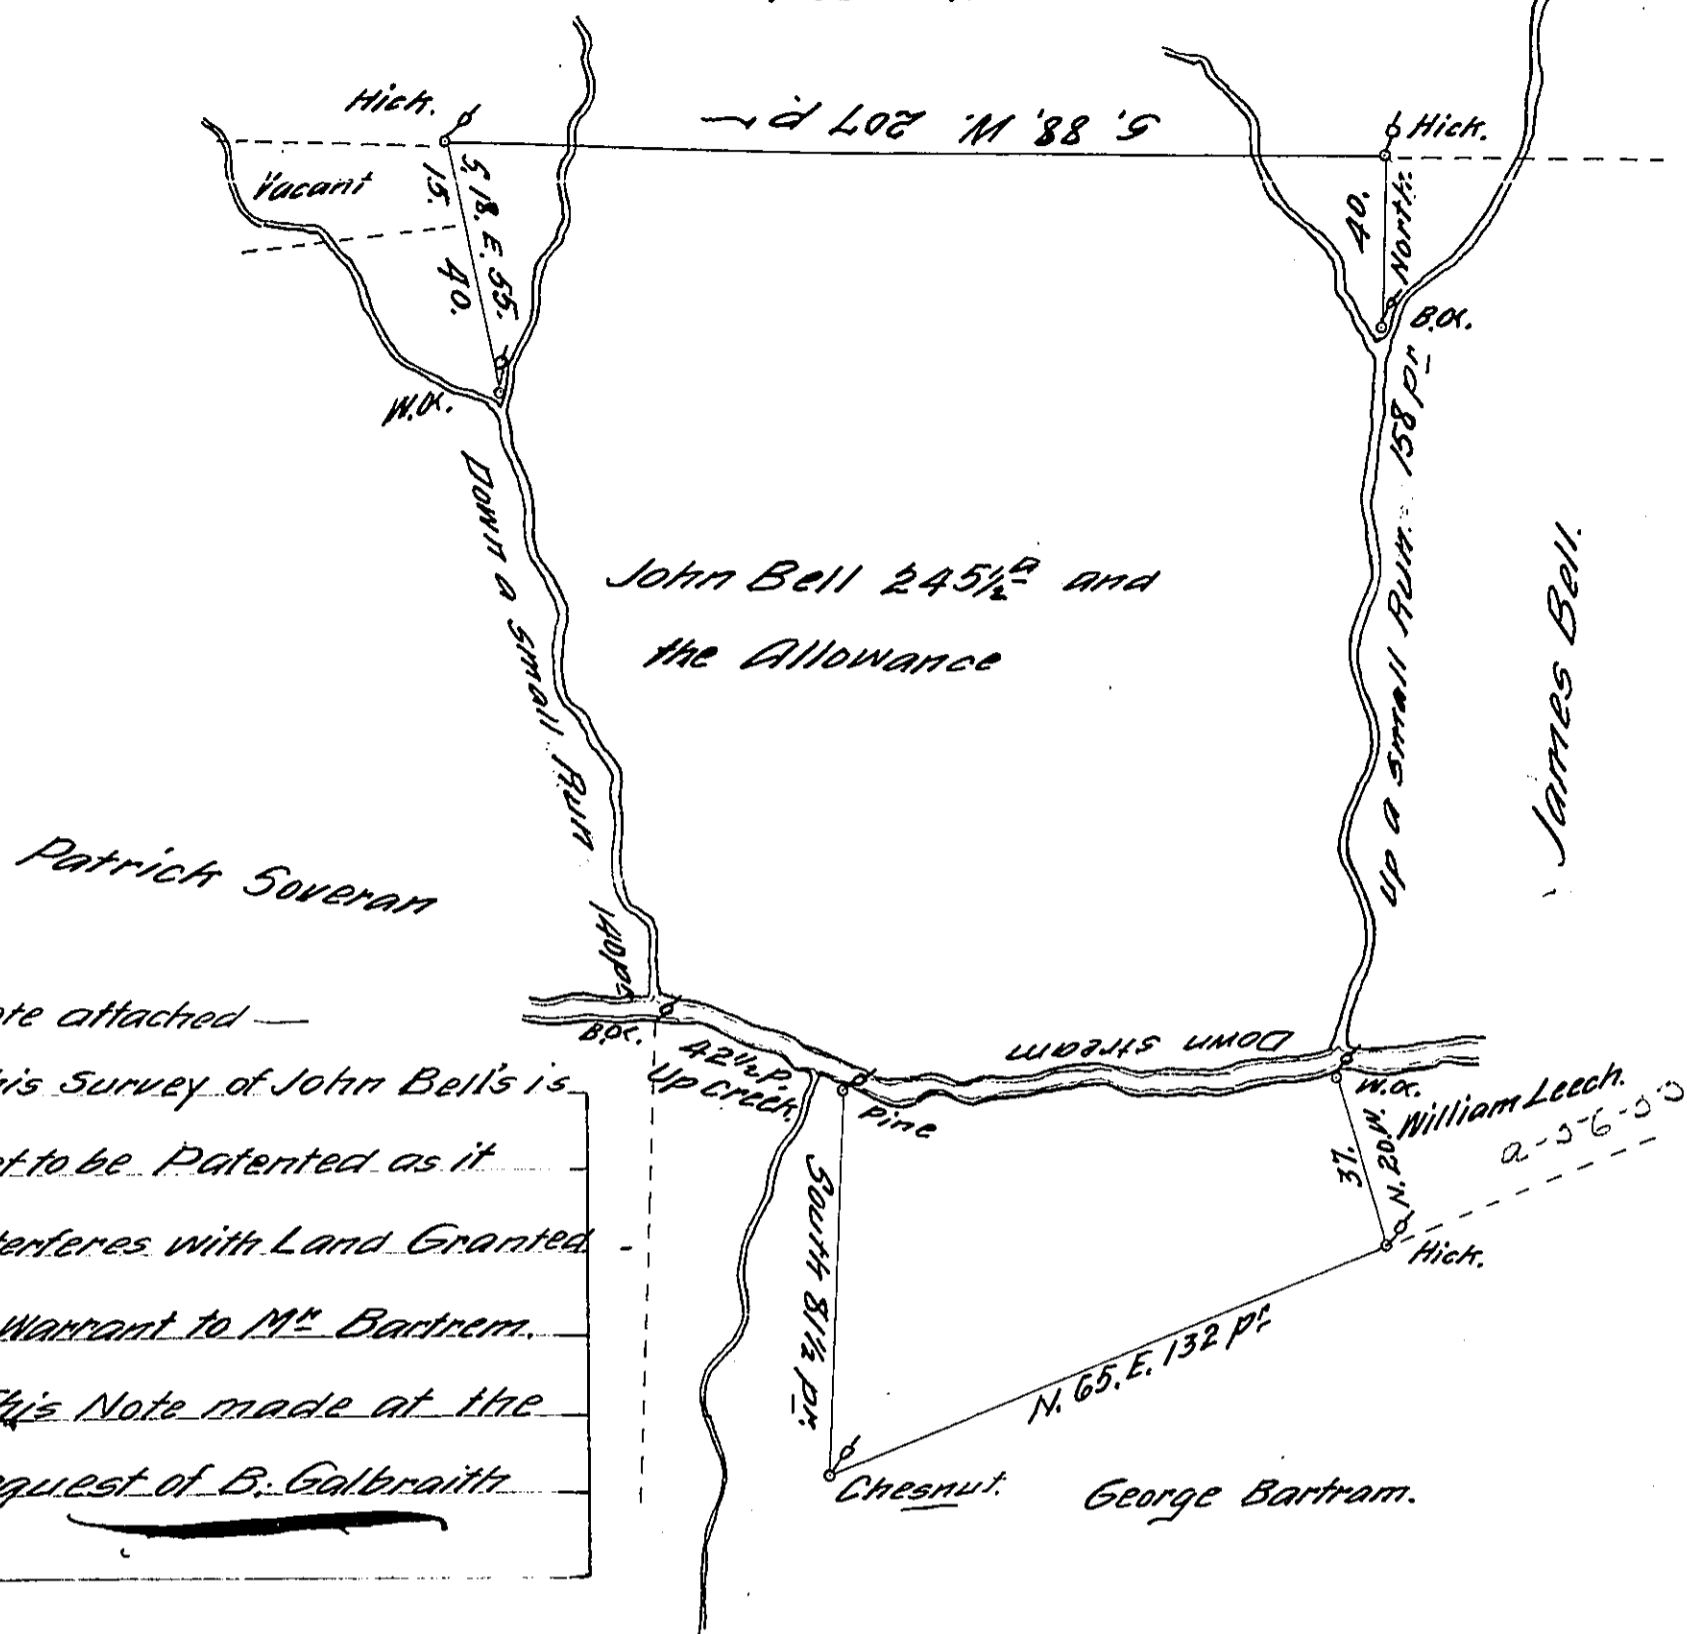 Hick.
S. 88. W. 207 pr
Hick.
Vacant
15.
S. 18. E. 55.
40.
40.
North.
B.O.
W.O.
Down a small Run 140 prs
Up a small Run. 158 pr
John Bell 245½ a and
the Allowance
James Bell.
Patrick Soveran
B.O.
42½ P.
Up Creek.
Down stream
Pine
W.O.
William Leech.
37.
N. 20. W.
Hick.
South 81½ pr.
N. 65. E. 132 pr
Chesnut.
George Bartram.
attached —
his Survey of John Bell's is
to be Patented as it
terferes with Land Granted
Warrant to Mr Bartrem.
This Note made at the
quest of B. Galbraith